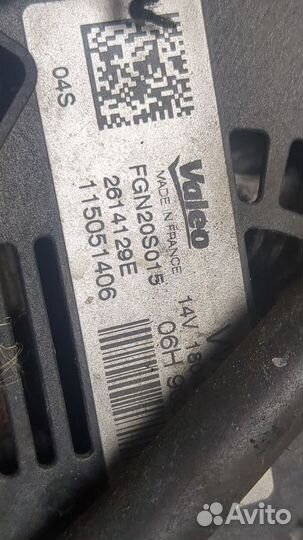 04S
Valeo
MADE IN FRANCE
FGN20S015
2614129E
115051406
14V
06H
Avito